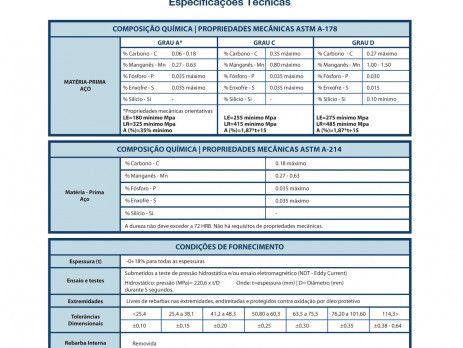 Especificações Técnicas
COMPOSIÇÃO QUÍMICA | PROPRIEDADES MECÂNICAS ASTM A-178
GRAU A* GRAU C GRAU D
MATÉRIA-PRIMA AÇO
% Carbono - C 0.06 - 0.18 % Carbono - C 0.35 máximo % Carbono - C 0.27 máximo
% Manganês - Mn 0.27 - 0.63 % Manganês - Mn 0.80 máximo % Manganês - Mn 1.00 - 1.50
% Fósforo - P 0.035 máximo % Fósforo - P 0.035 máximo % Fósforo - P 0.030
% Enxofre - S 0.035 máximo % Enxofre - S 0.035 máximo % Enxofre - S 0.015
% Silício - Si - % Silício - Si - % Silício - Si 0.10 mínimo
*Propriedades mecânicas orientativas
LE=180 mínimo Mpa LE=255 mínimo Mpa LE=275 mínimo Mpa
LR=325 mínimo Mpa LR=415 mínimo Mpa LR=485 mínimo Mpa
A (%)=35% mínimo A (%)=1,87*t+15 A (%)=1,87*t+15
COMPOSIÇÃO QUÍMICA | PROPRIEDADES MECÂNICAS ASTM A-214
Matéria - Prima
Aço
% Carbono - C 0.18 máximo
% Manganês - Mn 0.27 - 0.63
% Fósforo - P 0.035 máximo
% Enxofre - S 0.035 máximo
% Silício - Si -
A dureza não deve exceder a 72 HRB. Não há requisitos de propriedades mecânicas.
CONDIÇÕES DE FORNECIMENTO
Espessura (t) -0+18% para todas as espessuras
Ensaio e testes
Submetidos a teste de pressão hidrostática e/ou ensaio eletromagnético (NDT - Eddy Current)
Hidrostático: pressão (MPa)= 220,6 x t/D Onde: t=espessura (mm) | D= Diâmetro (mm)
durante 5 segundos.
Extremidades Livres de rebarbas nas extremidades, endireitadas e protegidos contra oxidação por óleo protetivo
Tolerâncias
Dimensionais
<25,4 25,4 a 38,1 41,2 a 48,3 50,80 a 60,3 63,5 a 75,5 76,20 a 101,60 114,3>
±0,10 ±0,15 ±0,20 ±0,25 ±0,30 ±0,38 ±0,38 - 0.64
Rebarba Interna Removida